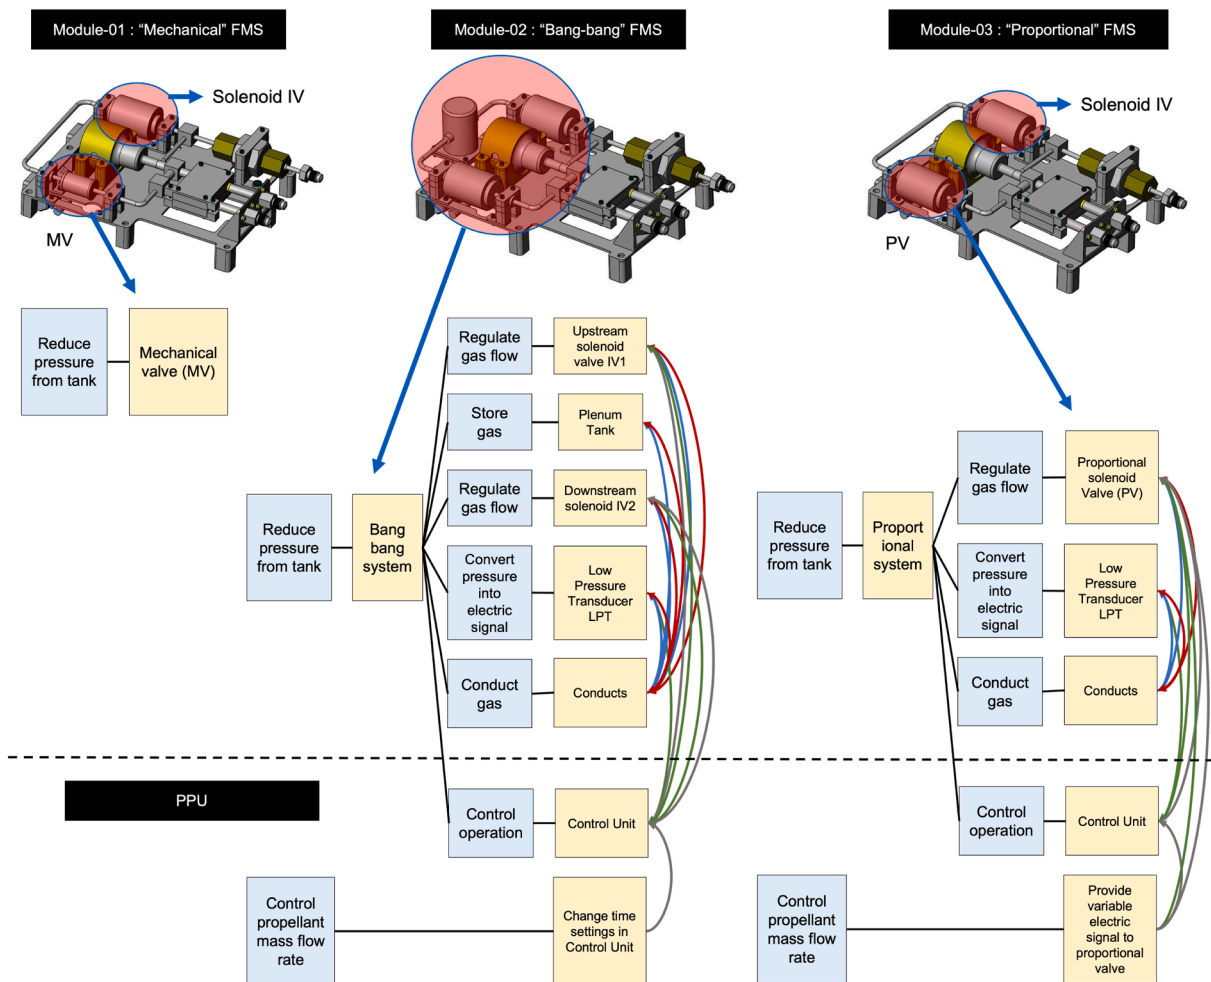 Module-01 : “Mechanical” FMS
Module-02 : “Bang-bang” FMS
Module-03 : “Proportional” FMS
Solenoid IV
Solenoid IV
MV
PV
Reduce
pressure
from tank
Mechanical
valve (MV)
Regulate
gas flow
Upstream
solenoid
valve IV1
Store
gas
Plenum
Tank
Regulate
gas flow
Downstream
solenoid IV2
Reduce
pressure
from tank
Bang
bang
system
Convert
pressure
into
electric
signal
Low
Pressure
Transducer
LPT
Conduct
gas
Conducts
Regulate
gas flow
Proportional
solenoid
Valve (PV)
Reduce
pressure
from tank
Proport
ional
system
Convert
pressure
into
electric
signal
Low
Pressure
Transducer
LPT
Conduct
gas
Conducts
PPU
Control
operation
Control Unit
Control
operation
Control Unit
Control
propellant
mass flow
rate
Change time
settings in
Control Unit
Control
propellant
mass flow
rate
Provide
variable
electric
signal to
proportional
valve